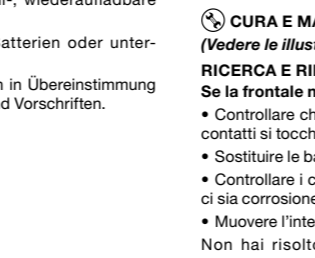 wiederaufladbare
Batterien oder unter-
in Übereinstimmung
d Vorschriften.
CURA E MA
(Vedere le illust
RICERCA E RI
Se la frontale n
• Controllare ch
contatti si tocch
• Sostituire le ba
• Controllare i c
ci sia corrosione
• Muovere l'inte
Non hai risolto